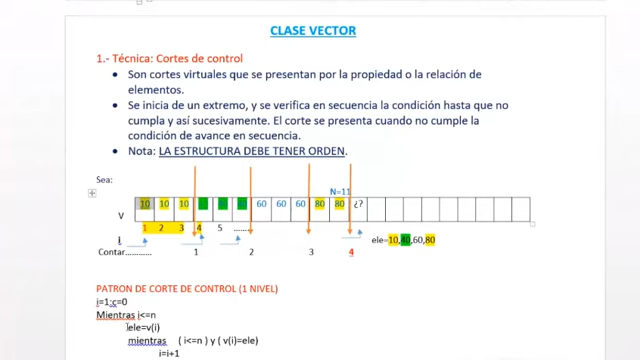 CLASE VECTOR
1.- Técnica: Cortes de control
• Son cortes virtuales que se presentan por la propiedad o la relación de
elementos.
• Se inicia de un extremo, y se verifica en secuencia la condición hasta que no
cumpla y así sucesivamente. El corte se presenta cuando no cumple la
condición de avance en secuencia.
• Nota: LA ESTRUCTURA DEBE TENER ORDEN.
Sea:
N=11
10 10 10 60 60 60 80 80 ¿?
V
i 1 2 3 4 5 ........
ele=10,40,60,80
Contar............ 1 2 3 4
PATRON DE CORTE DE CONTROL (1 NIVEL)
i=1;c=0
Mientras i<=n
ele=v(i)
mientras ( i<=n ) y ( v(i)=ele)
i=i+1